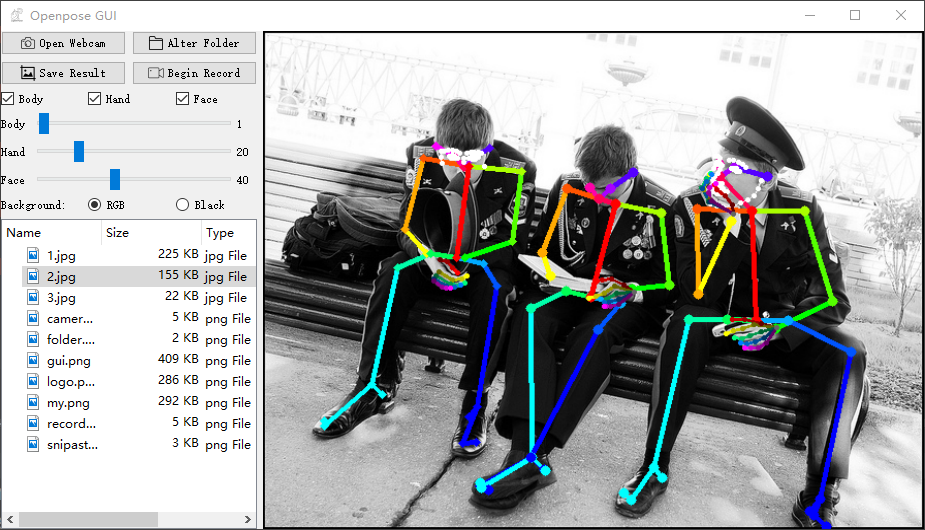 Openpose GUI
Open Webcam Alter Folder
Save Result Begin Record
Body Hand Face
Body 1
Hand 20
Face 40
Background: RGB Black
Name Size Type
1.jpg 225 KB jpg File
2.jpg 155 KB jpg File
3.jpg 22 KB jpg File
camer... 5 KB png File
folder.... 2 KB png File
gui.png 409 KB png File
logo.p... 286 KB png File
my.png 292 KB png File
record... 5 KB png File
snipast... 3 KB png File